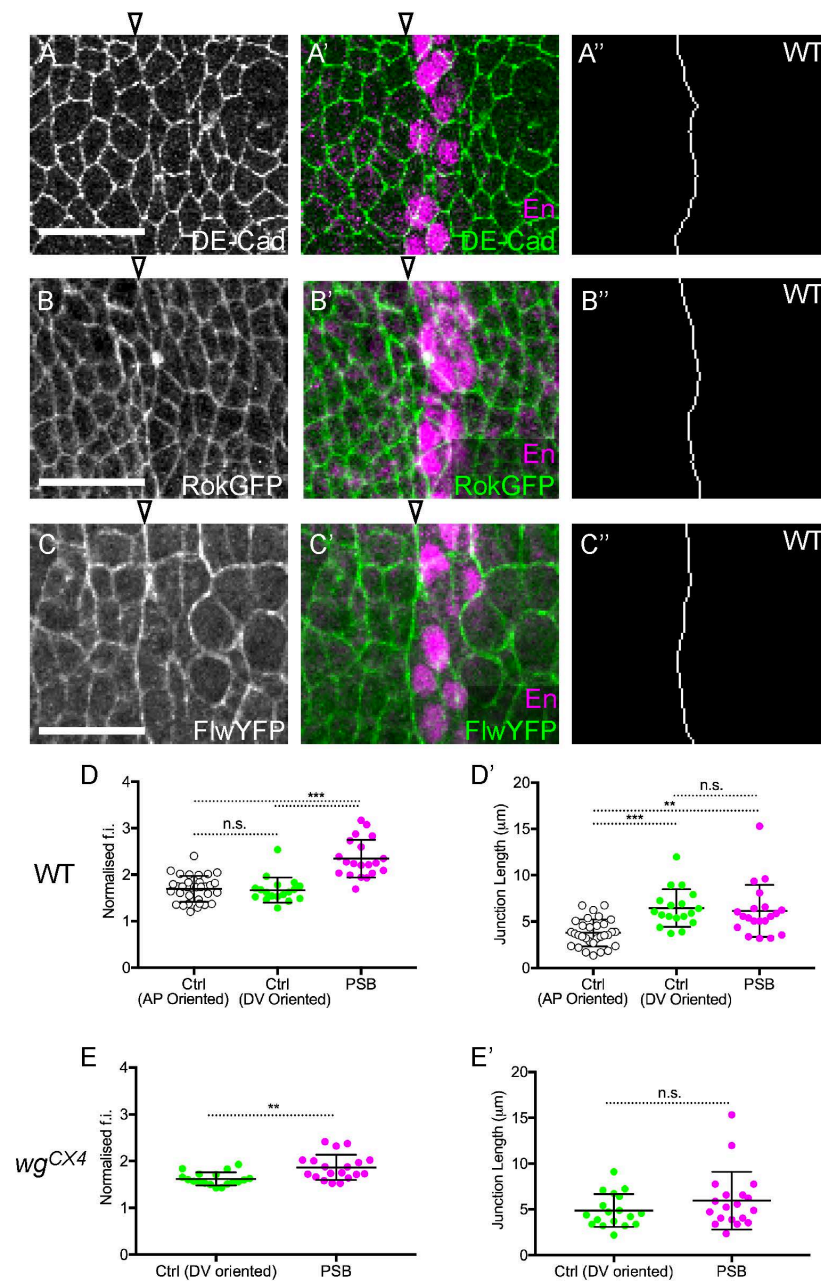 A
DE-Cad
A'
En
DE-Cad
A''
WT
B
RokGFP
B'
En
RokGFP
B''
WT
C
FlwYFP
C'
En
FlwYFP
C''
WT
WT
D
Normalised f.i.
4
3
2
1
0
n.s.
***
Ctrl
(AP Oriented)
Ctrl
(DV Oriented)
PSB
D'
Junction Length (μm)
20
15
10
5
0
n.s.
**
***
Ctrl
(AP Oriented)
Ctrl
(DV Oriented)
PSB
wg^CX4
E
Normalised f.i.
4
3
2
1
0
**
Ctrl (DV oriented)
PSB
E'
Junction Length (μm)
20
15
10
5
0
n.s.
Ctrl (DV oriented)
PSB